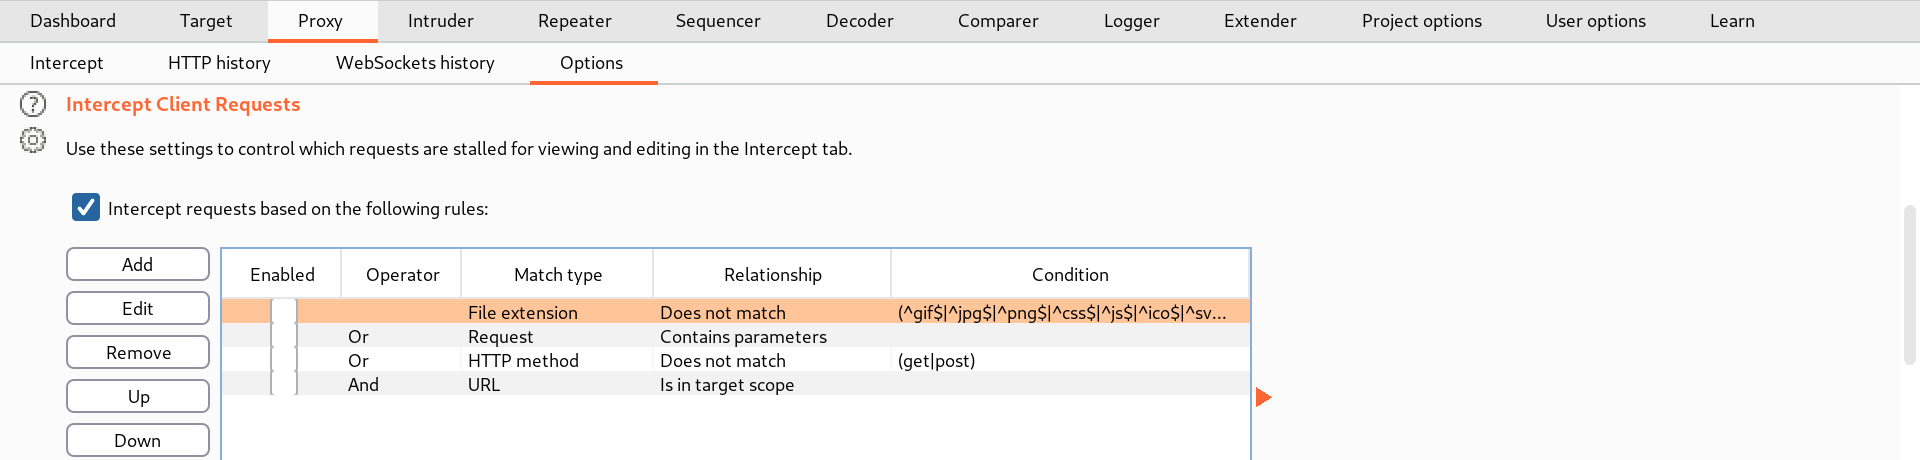 Dashboard Target Proxy Intruder Repeater Sequencer Decoder Comparer Logger Extender Project options User options Learn
Intercept HTTP history WebSockets history Options
Intercept Client Requests
Use these settings to control which requests are stalled for viewing and editing in the Intercept tab.
Intercept requests based on the following rules:
Add
Edit
Remove
Up
Down
Enabled Operator Match type Relationship Condition
File extension Does not match (^gif$|^jpg$|^png$|^css$|^js$|^ico$|^sv...
Or Request Contains parameters
Or HTTP method Does not match (get|post)
And URL Is in target scope